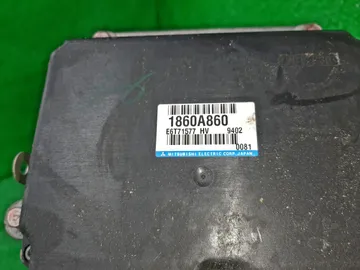 1860A860
E6T71577 HV 9402
0081
MITSUBISHI ELECTRIC CORP. JAPAN